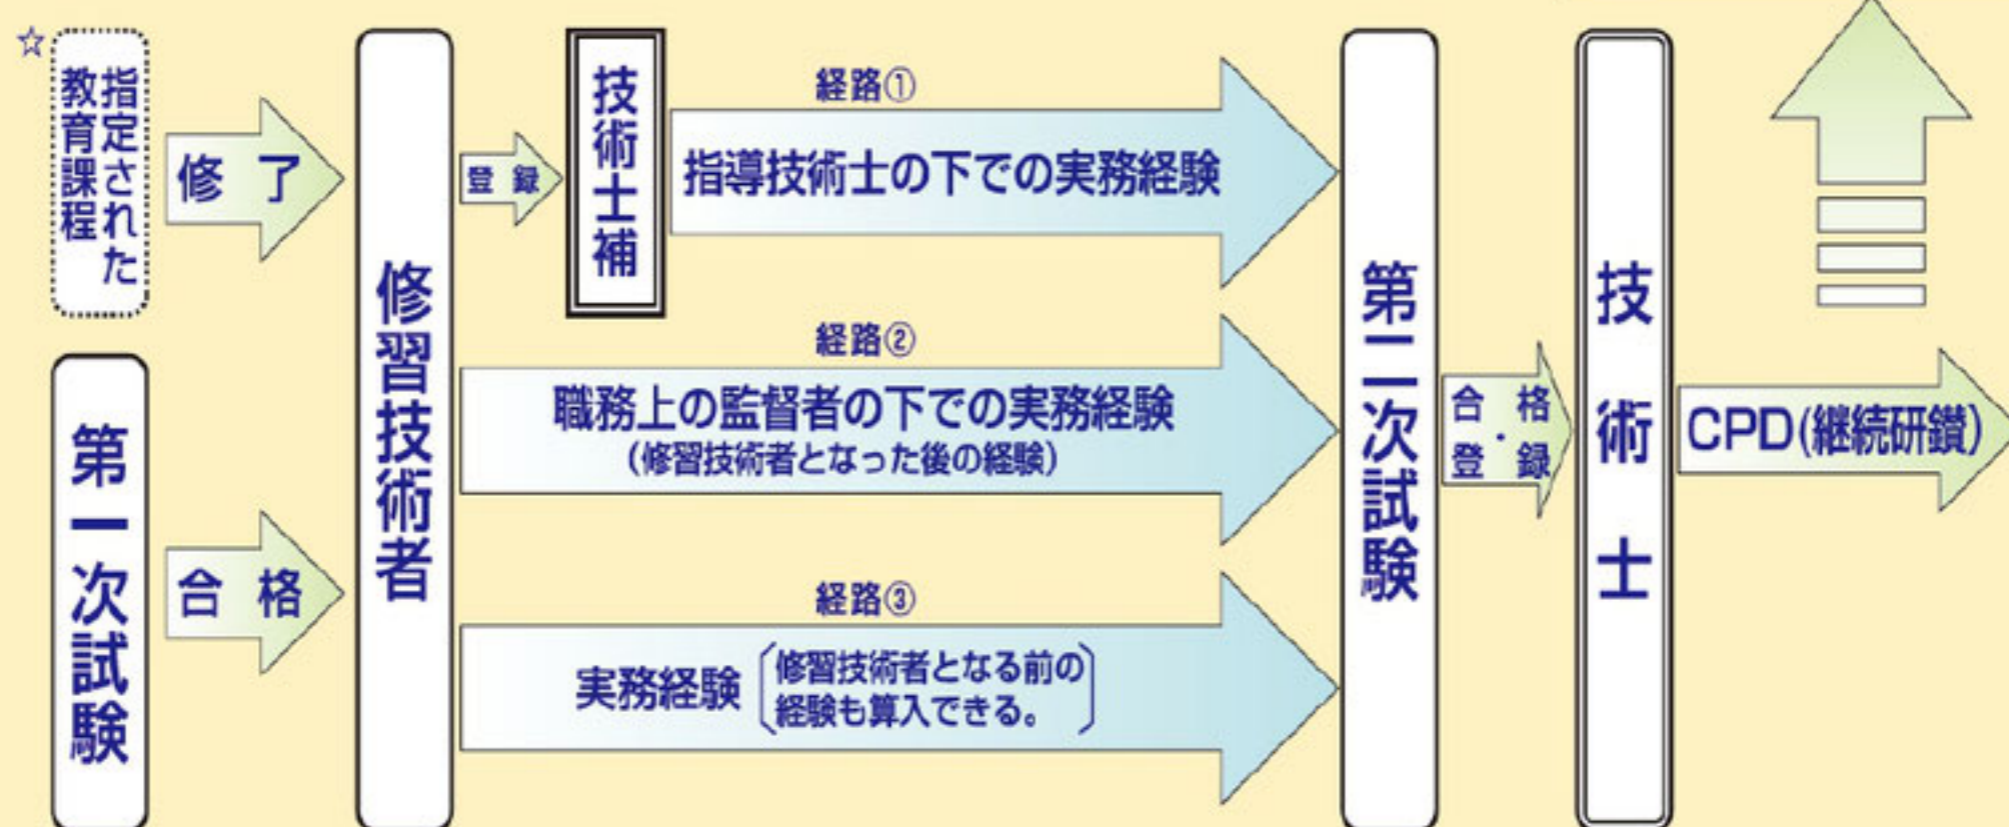 ☆
指定された
教育課程
修了
第一次試験
合格
修習技術者
登録
技術士補
経路①
指導技術士の下での実務経験
経路②
職務上の監督者の下での実務経験
(修習技術者となった後の経験)
経路③
実務経験
修習技術者となる前の
経験も算入できる。
第二次試験
合格・
登録
技術士
CPD(継続研鑽)